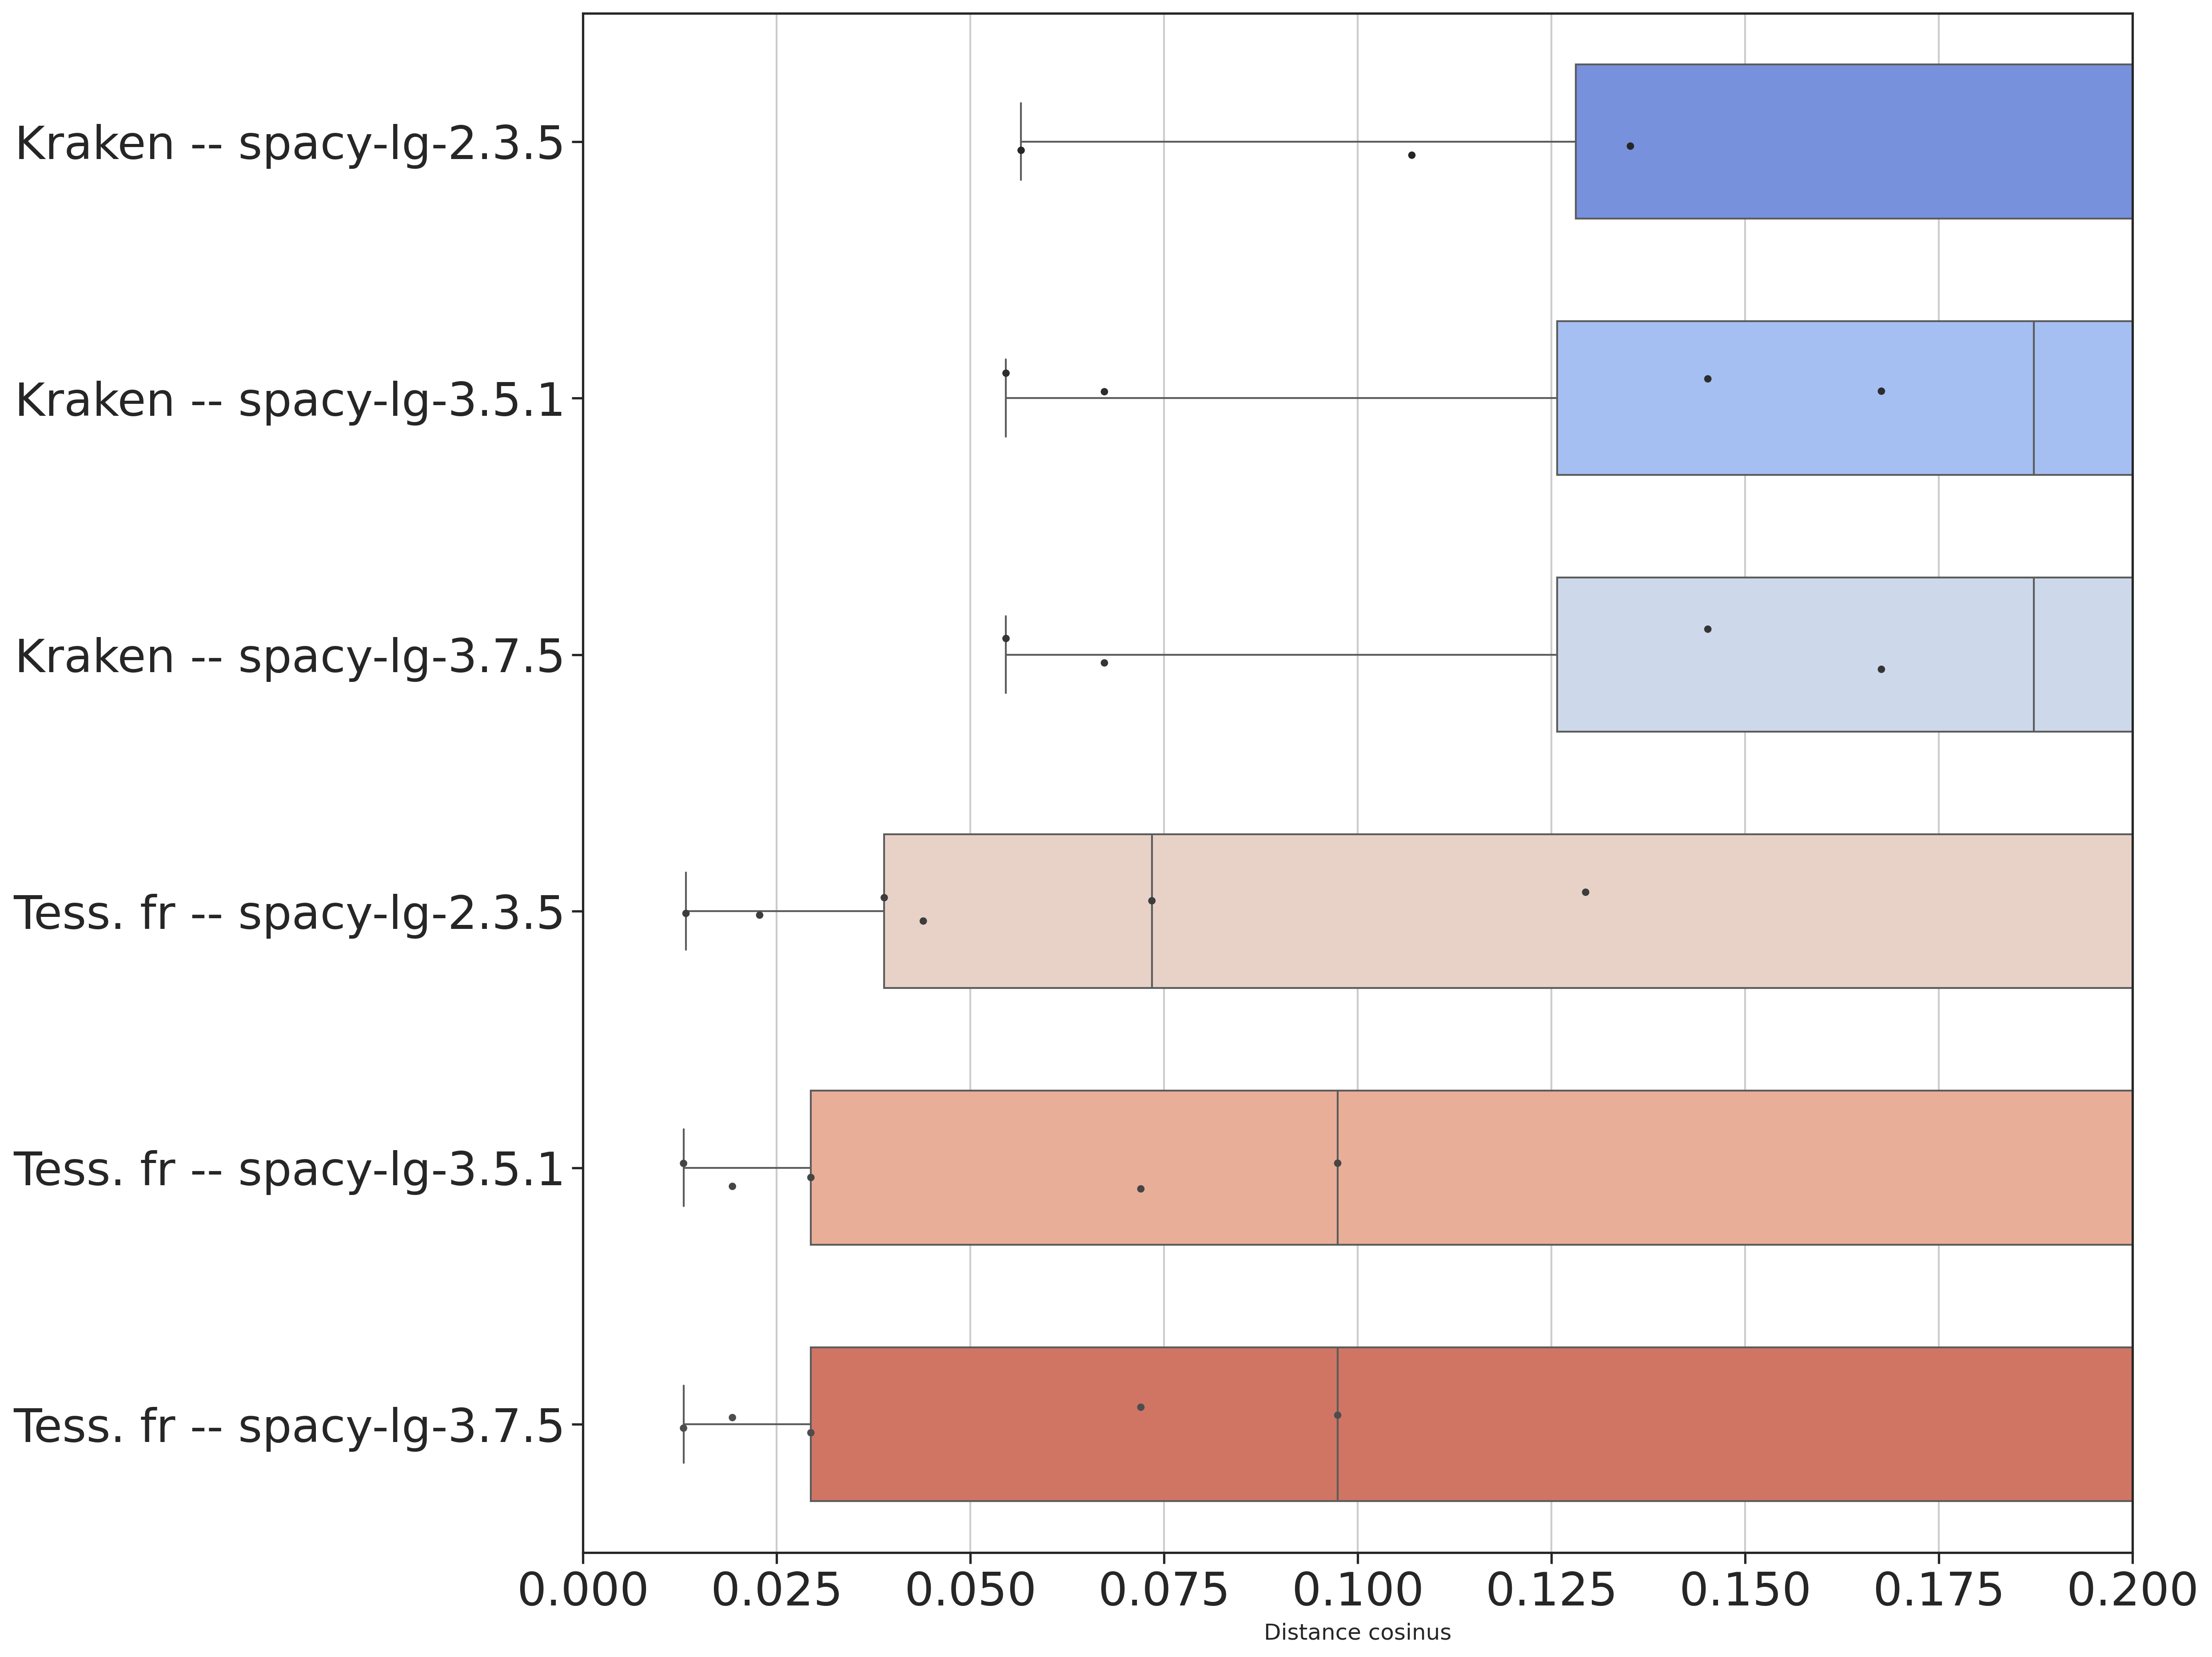 Kraken -- spacy-lg-2.3.5
Kraken -- spacy-lg-3.5.1
Kraken -- spacy-lg-3.7.5
Tess. fr -- spacy-lg-2.3.5
Tess. fr -- spacy-lg-3.5.1
Tess. fr -- spacy-lg-3.7.5
0.000 0.025 0.050 0.075 0.100 0.125 0.150 0.175 0.200
Distance cosinus